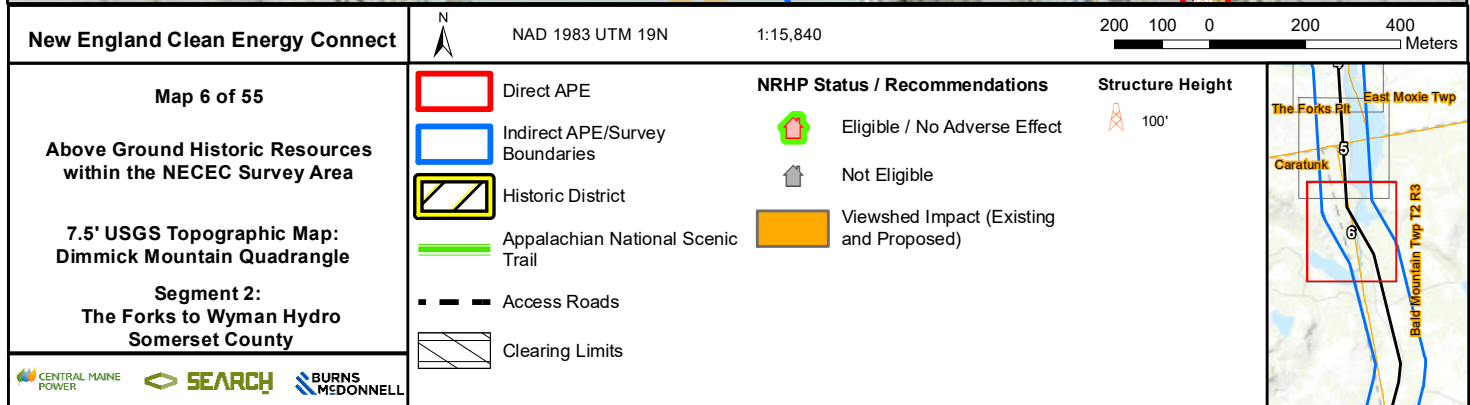 New England Clean Energy Connect
N
NAD 1983 UTM 19N
1:15,840
200 100 0 200 400
Meters
Map 6 of 55
Above Ground Historic Resources
within the NECEC Survey Area
7.5' USGS Topographic Map:
Dimmick Mountain Quadrangle
Segment 2:
The Forks to Wyman Hydro
Somerset County
CENTRAL MAINE
POWER
SEARCH
BURNS
McDONNELL
Direct APE
Indirect APE/Survey
Boundaries
Historic District
Appalachian National Scenic
Trail
Access Roads
Clearing Limits
NRHP Status / Recommendations
Eligible / No Adverse Effect
Not Eligible
Viewshed Impact (Existing
and Proposed)
Structure Height
100'
East Moxie Twp
The Forks Plt
5
Caratunk
6
Bald Mountain Twp T2 R3